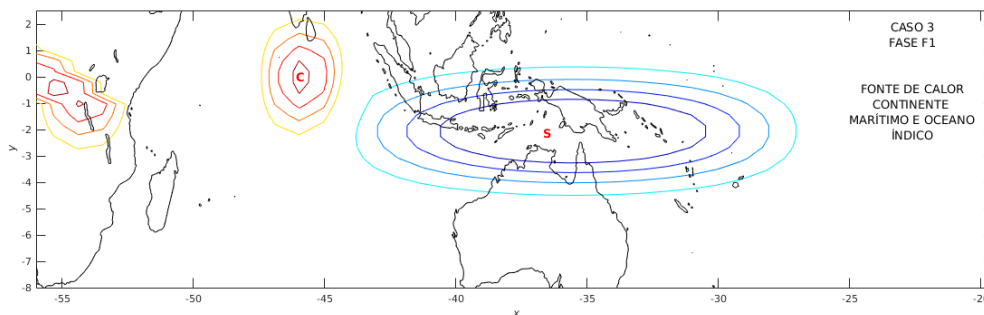 CASO 3
FASE F1
FONTE DE CALOR
CONTINENTE
MARÍTIMO E OCEANO
ÍNDICO
C
S
y
2
1
0
-1
-2
-3
-4
-5
-6
-7
-8
-55
-50
-45
-40
-35
-30
-25
-20
x